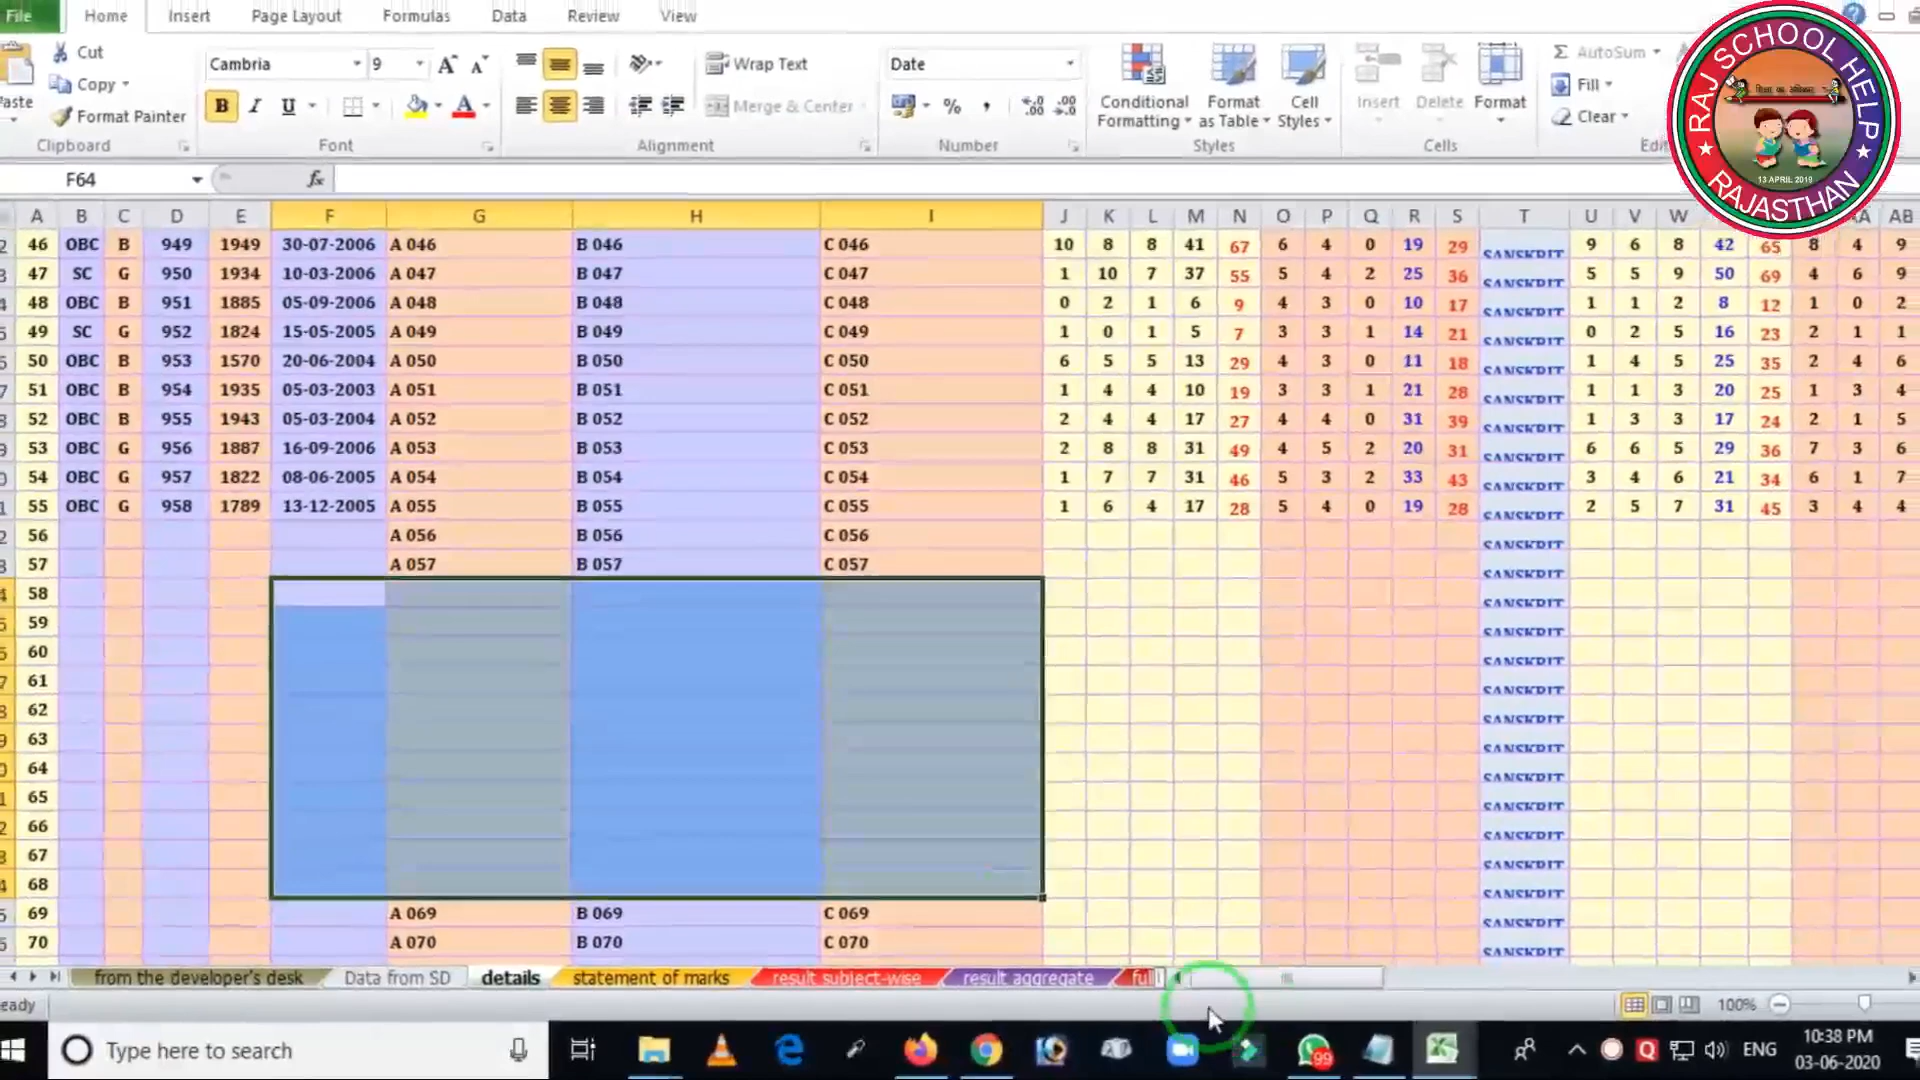 File Home Insert Page Layout Formulas Data Review View
Cut
Copy
Format Painter
Clipboard
Cambria 9
B I U
Font
Wrap Text
Merge & Center
Alignment
Date
Number
Conditional Formatting
Format as Table
Cell Styles
Styles
Insert Delete Format
Cells
AutoSum
Fill
Clear
RAJ SCHOOL HELP
13 APRIL 2019
RAJASTHAN
F64 fx
A B C D E F G H I J K L M N O P Q R S T U V W AA AB
46 OBC B 949 1949 30-07-2006 A 046 B 046 C 046 10 8 8 41 67 6 4 0 19 29 SANSKRIT 9 6 8 42 65 8 4 9
47 SC G 950 1934 10-03-2006 A 047 B 047 C 047 1 10 7 37 55 5 4 2 25 36 SANSKRIT 5 5 9 50 69 4 6 9
48 OBC B 951 1885 05-09-2006 A 048 B 048 C 048 0 2 1 6 9 4 3 0 10 17 SANSKRIT 1 1 2 8 12 1 0 2
49 SC G 952 1824 15-05-2005 A 049 B 049 C 049 1 0 1 5 7 3 3 1 14 21 SANSKRIT 0 2 5 16 23 2 1 1
50 OBC B 953 1570 20-06-2004 A 050 B 050 C 050 6 5 5 13 29 4 3 0 11 18 SANSKRIT 1 4 5 25 35 2 4 6
51 OBC B 954 1935 05-03-2003 A 051 B 051 C 051 1 4 4 10 19 3 3 1 21 28 SANSKRIT 1 1 3 20 25 1 3 4
52 OBC B 955 1943 05-03-2004 A 052 B 052 C 052 2 4 4 17 27 4 4 0 31 39 SANSKRIT 1 3 3 17 24 2 1 5
53 OBC G 956 1887 16-09-2006 A 053 B 053 C 053 2 8 8 31 49 4 5 2 20 31 SANSKRIT 6 6 5 29 36 7 3 6
54 OBC G 957 1822 08-06-2005 A 054 B 054 C 054 1 7 7 31 46 5 3 2 33 43 SANSKRIT 3 4 6 21 34 6 1 7
55 OBC G 958 1789 13-12-2005 A 055 B 055 C 055 1 6 4 17 28 5 4 0 19 28 SANSKRIT 2 5 7 31 45 3 4 4
56 A 056 B 056 C 056 SANSKRIT
57 A 057 B 057 C 057 SANSKRIT
58 SANSKRIT
59 SANSKRIT
60 SANSKRIT
61 SANSKRIT
62 SANSKRIT
63 SANSKRIT
64 SANSKRIT
65 SANSKRIT
66 SANSKRIT
67 SANSKRIT
68 SANSKRIT
69 A 069 B 069 C 069 SANSKRIT
70 A 070 B 070 C 070 SANSKRIT
from the developer's desk Data from SD details statement of marks result subject-wise result aggregate ful
eady 100%
Type here to search 99 ENG 10:38 PM
03-06-2020